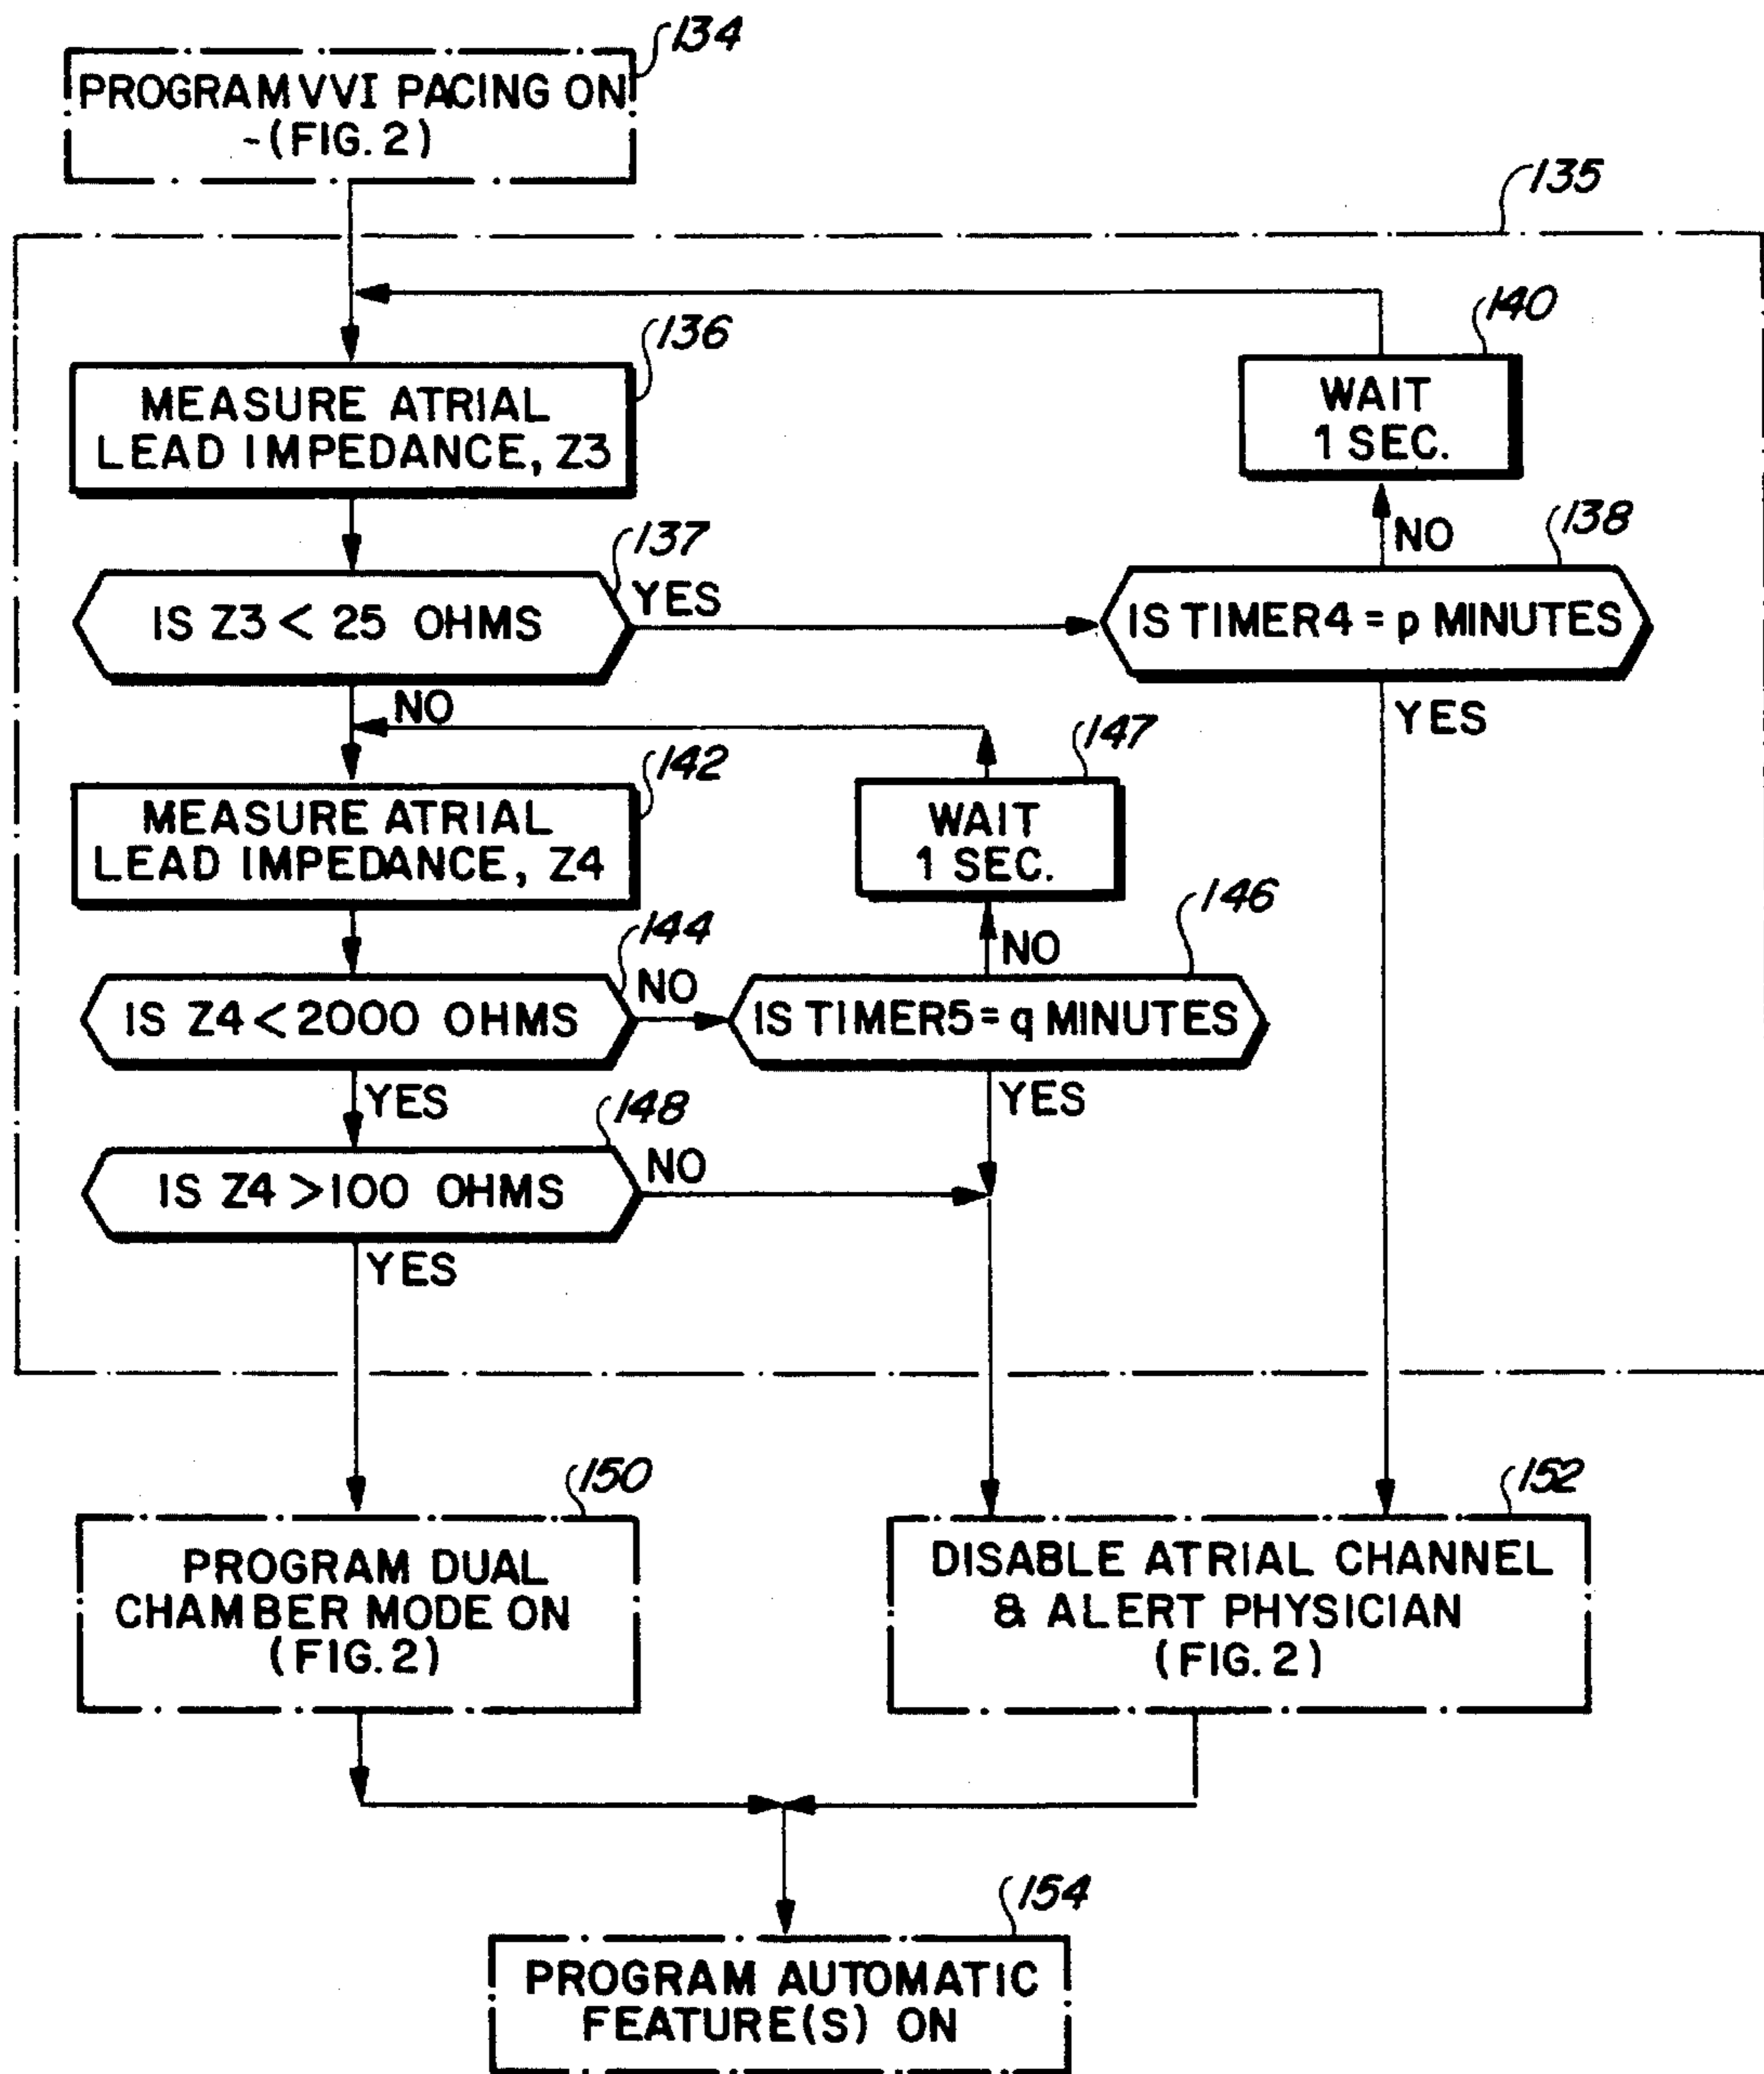 134
PROGRAM VVI PACING ON
-(FIG. 2)
135
140
WAIT
1 SEC.
136
MEASURE ATRIAL
LEAD IMPEDANCE, Z3
137
IS Z3 < 25 OHMS
YES
NO
138
NO
IS TIMER4 = p MINUTES
YES
142
MEASURE ATRIAL
LEAD IMPEDANCE, Z4
147
WAIT
1 SEC.
144
IS Z4 < 2000 OHMS
NO
YES
146
NO
IS TIMER5 = q MINUTES
YES
148
IS Z4 > 100 OHMS
NO
YES
150
PROGRAM DUAL
CHAMBER MODE ON
(FIG. 2)
152
DISABLE ATRIAL CHANNEL
& ALERT PHYSICIAN
(FIG. 2)
154
PROGRAM AUTOMATIC
FEATURE(S) ON